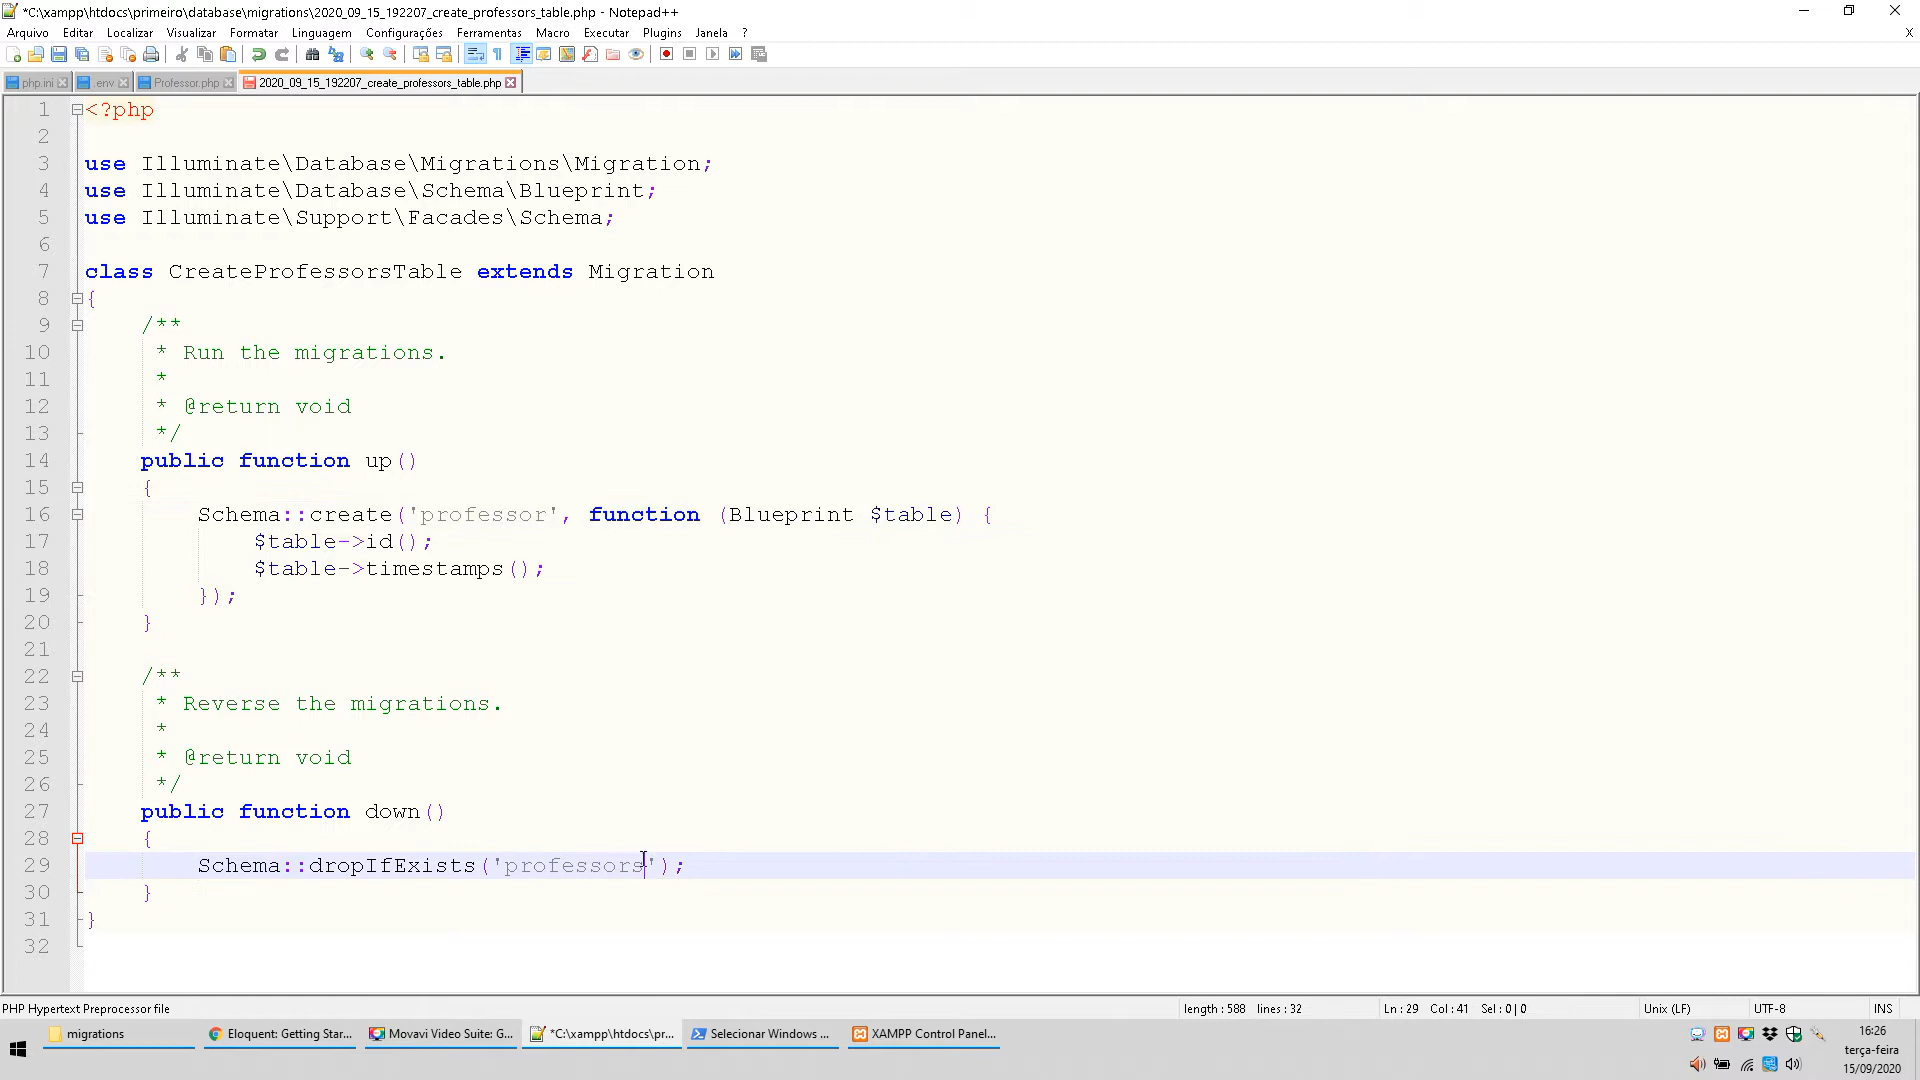 *C:\xampp\htdocs\primeiro\database\migrations\2020_09_15_192207_create_professors_table.php - Notepad++
Arquivo Editar Localizar Visualizar Formatar Linguagem Configurações Ferramentas Macro Executar Plugins Janela ? X
php.ini .env Professor.php 2020_09_15_192207_create_professors_table.php
1 <?php
2
3 use Illuminate\Database\Migrations\Migration;
4 use Illuminate\Database\Schema\Blueprint;
5 use Illuminate\Support\Facades\Schema;
6
7 class CreateProfessorsTable extends Migration
8 {
9 /**
10 * Run the migrations.
11 *
12 * @return void
13 */
14 public function up()
15 {
16 Schema::create('professor', function (Blueprint $table) {
17 $table->id();
18 $table->timestamps();
19 });
20 }
21
22 /**
23 * Reverse the migrations.
24 *
25 * @return void
26 */
27 public function down()
28 {
29 Schema::dropIfExists('professors');
30 }
31 }
32
PHP Hypertext Preprocessor file length : 588 lines : 32 Ln : 29 Col : 41 Sel : 0 | 0 Unix (LF) UTF-8 INS
migrations Eloquent: Getting Star... Movavi Video Suite: G... *C:\xampp\htdocs\pr... Selecionar Windows ... XAMPP Control Panel...
16:26
terça-feira
15/09/2020